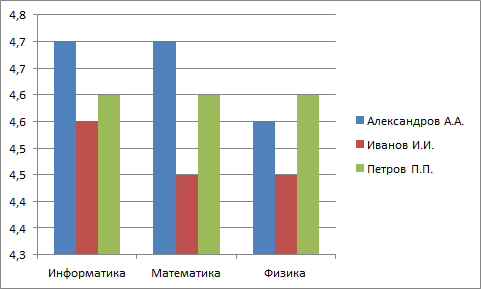 4,8
4,7
4,7
4,6
4,6
4,5
4,5
4,4
4,4
4,3
Информатика
Математика
Физика
Александров А.А.
Иванов И.И.
Петров П.П.